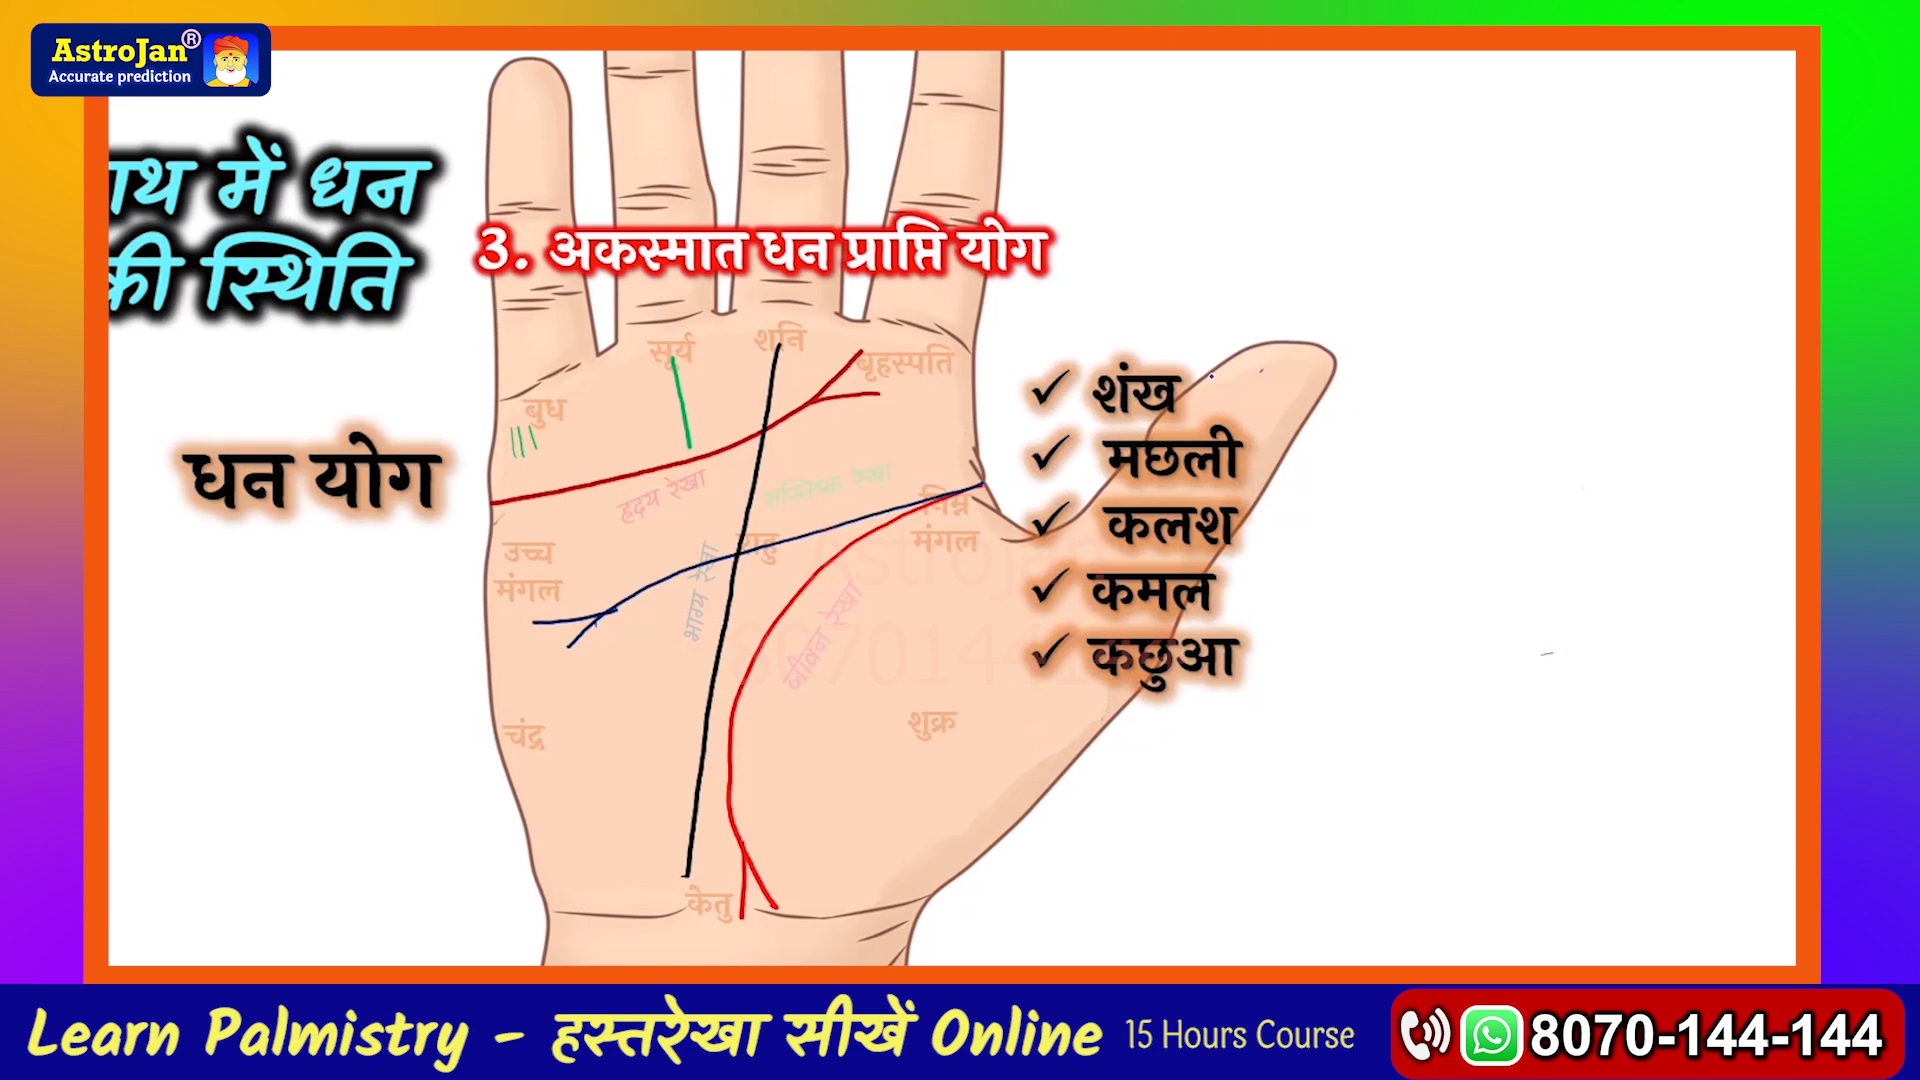 AstroJan®
Accurate prediction
ाथ में धन
की स्थिति
धन योग
3. अकस्मात धन प्राप्ति योग
सूर्य
शनि
बृहस्पति
बुध
हृदय रेखा
मस्तिष्क रेखा
निम्न
मंगल
उच्च
मंगल
राहु
भाग्य रेखा
जीवन रेखा
चंद्र
शुक्र
केतु
✓ शंख
✓ मछली
✓ कलश
✓ कमल
✓ कछुआ
Learn Palmistry - हस्तरेखा सीखें Online 15 Hours Course
8070-144-144